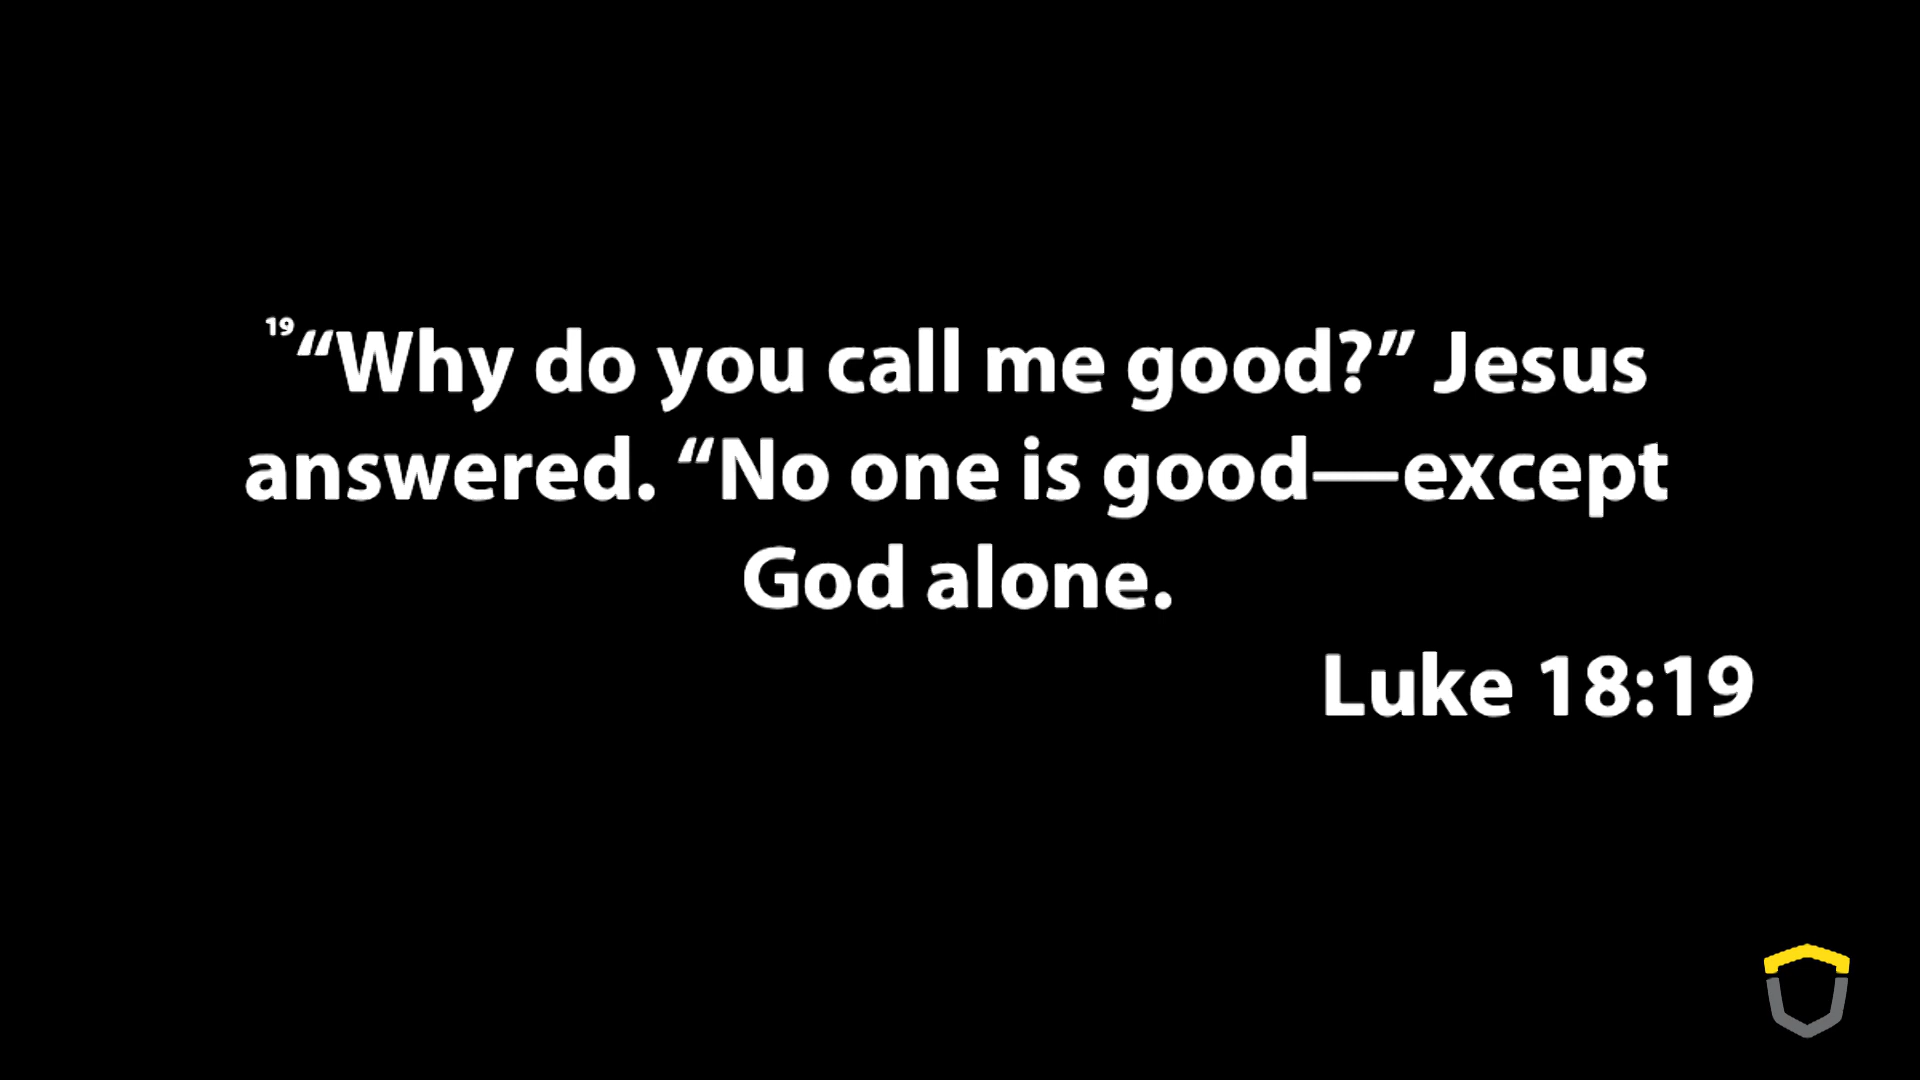 ¹⁹“Why do you call me good?” Jesus
answered. “No one is good—except
God alone.
Luke 18:19